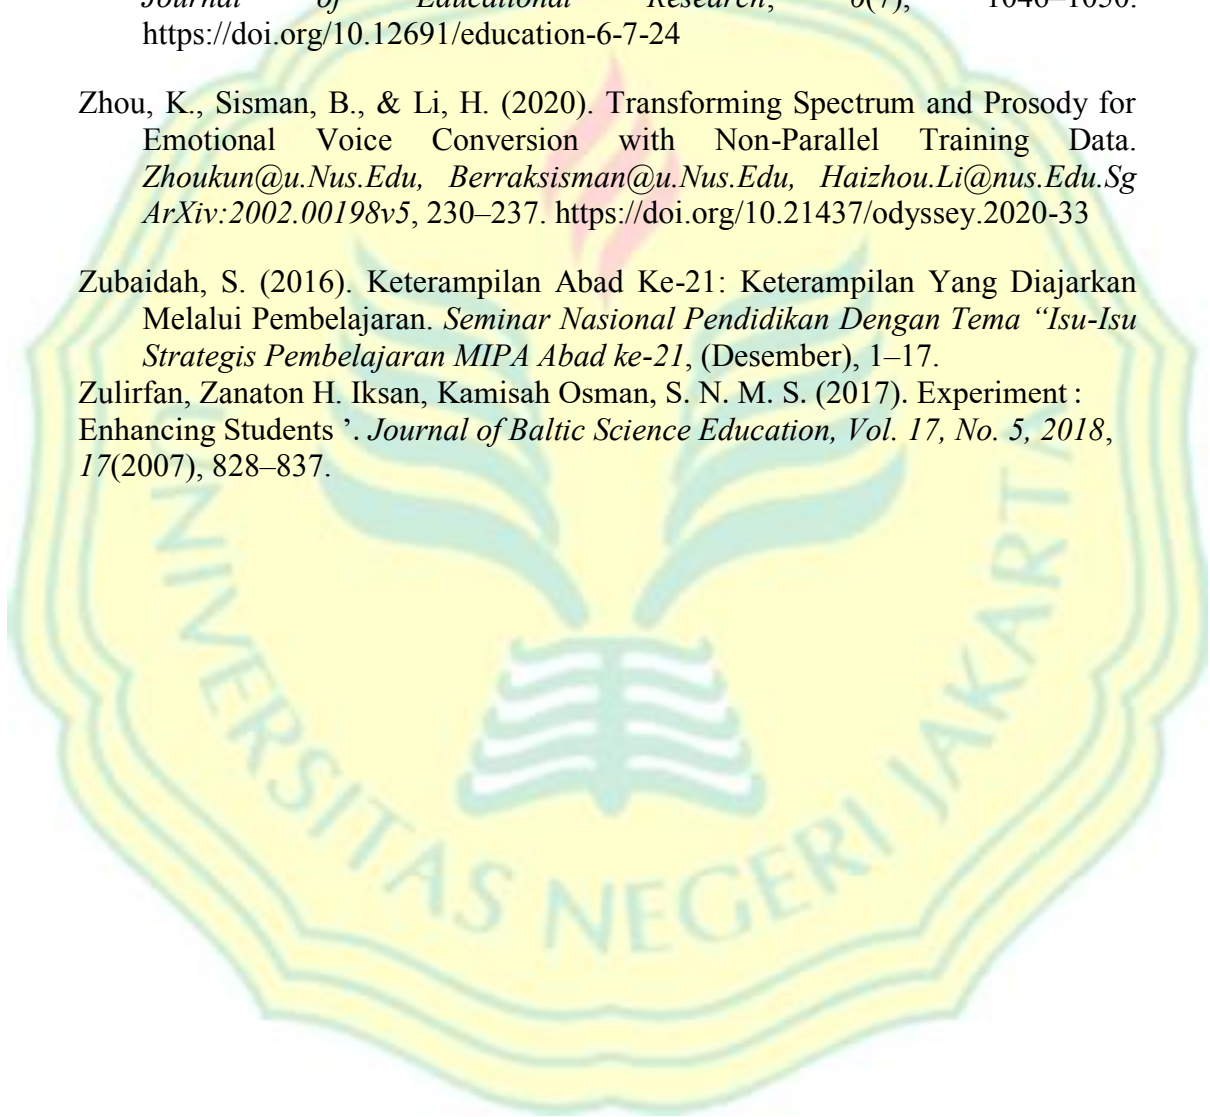 Journal of Educational Research, 6(7), 1046–1050.
https://doi.org/10.12691/education-6-7-24
Zhou, K., Sisman, B., & Li, H. (2020). Transforming Spectrum and Prosody for
Emotional Voice Conversion with Non-Parallel Training Data.
Zhoukun@u.Nus.Edu, Berraksisman@u.Nus.Edu, Haizhou.Li@nus.Edu.Sg
ArXiv:2002.00198v5, 230–237. https://doi.org/10.21437/odyssey.2020-33
Zubaidah, S. (2016). Keterampilan Abad Ke-21: Keterampilan Yang Diajarkan
Melalui Pembelajaran. Seminar Nasional Pendidikan Dengan Tema “Isu-Isu
Strategis Pembelajaran MIPA Abad ke-21, (Desember), 1–17.
Zulirfan, Zanaton H. Iksan, Kamisah Osman, S. N. M. S. (2017). Experiment :
Enhancing Students ’. Journal of Baltic Science Education, Vol. 17, No. 5, 2018,
17(2007), 828–837.
UNIVERSITAS NEGERI JAKARTA